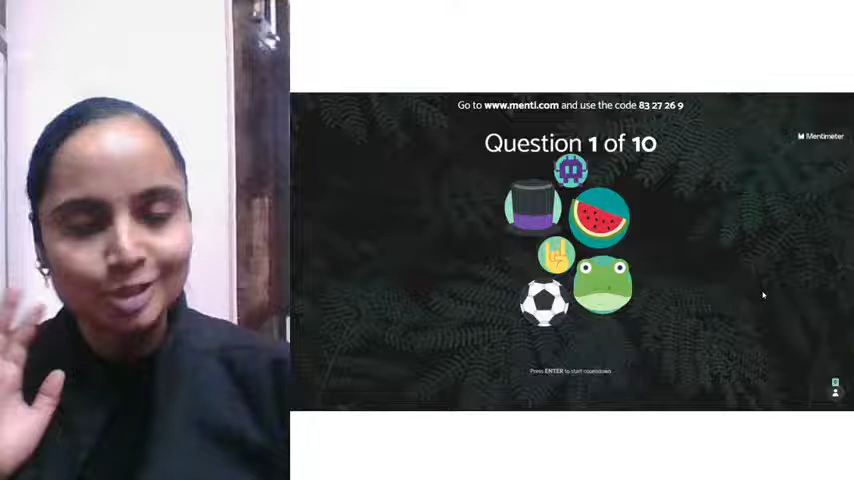 Go to www.menti.com and use the code 83 27 26 9
Mentimeter
Question 1 of 10
Press ENTER to start countdown